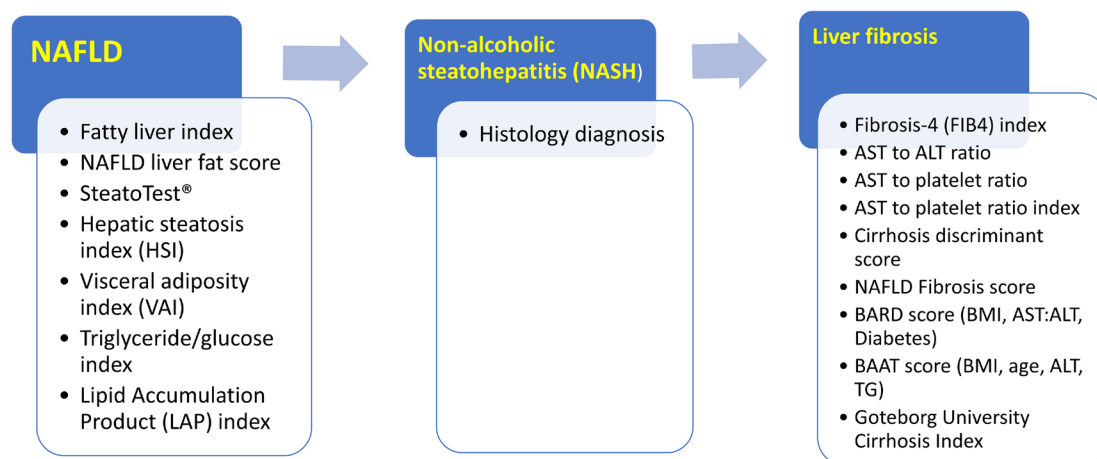 NAFLD
• Fatty liver index
• NAFLD liver fat score
• SteatoTest®
• Hepatic steatosis
index (HSI)
• Visceral adiposity
index (VAI)
• Triglyceride/glucose
index
• Lipid Accumulation
Product (LAP) index
Non-alcoholic
steatohepatitis (NASH)
• Histology diagnosis
Liver fibrosis
• Fibrosis-4 (FIB4) index
• AST to ALT ratio
• AST to platelet ratio
• AST to platelet ratio index
• Cirrhosis discriminant
score
• NAFLD Fibrosis score
• BARD score (BMI, AST:ALT,
Diabetes)
• BAAT score (BMI, age, ALT,
TG)
• Goteborg University
Cirrhosis Index